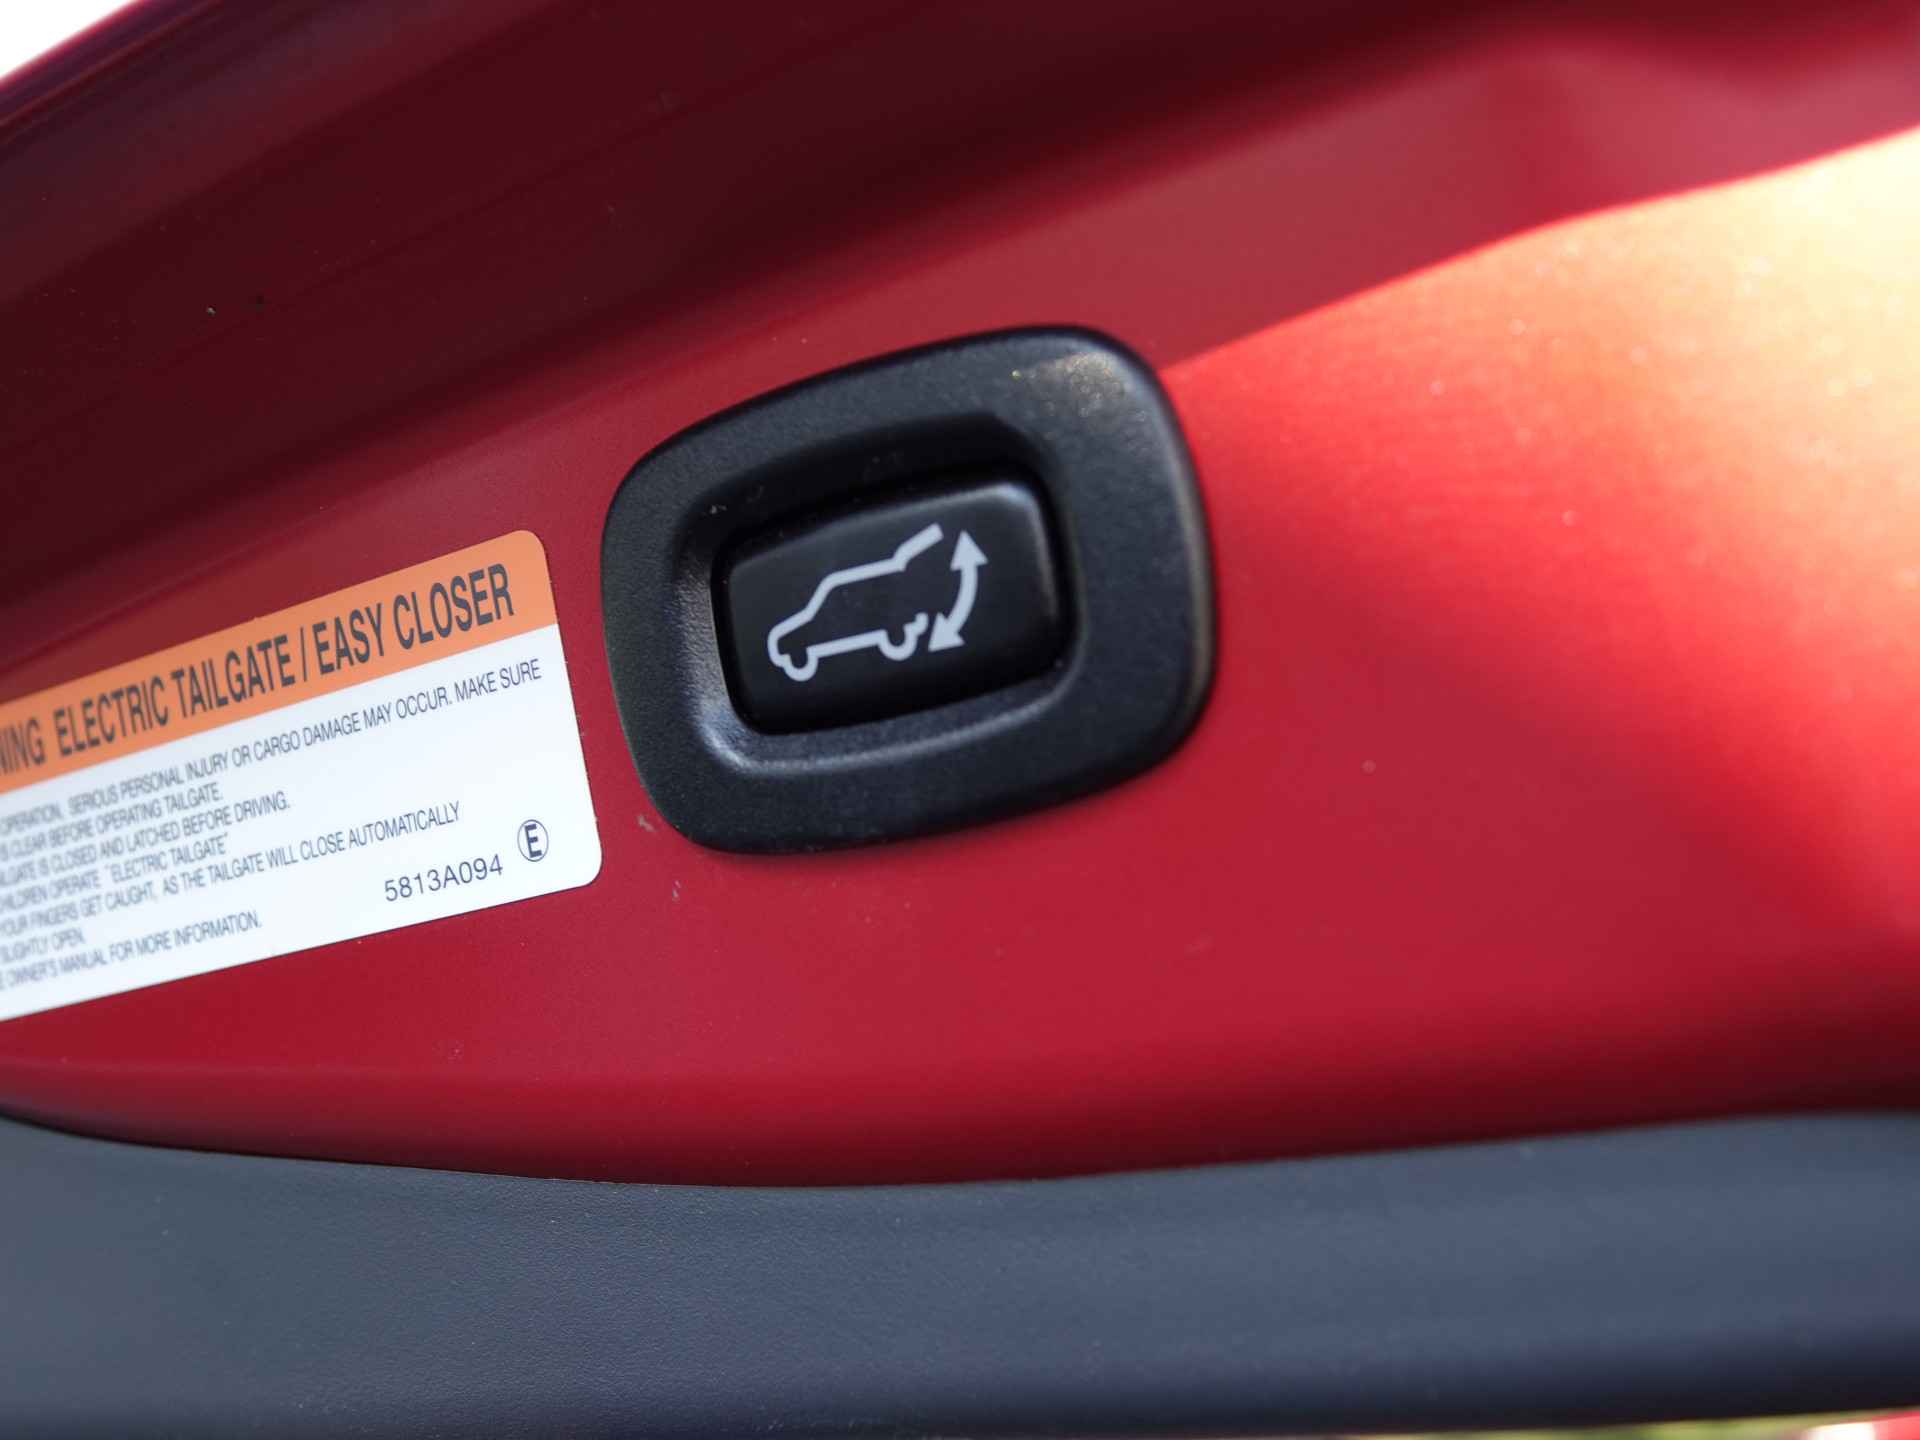 NING ELECTRIC TAILGATE / EASY CLOSER
OPERATION, SERIOUS PERSONAL INJURY OR CARGO DAMAGE MAY OCCUR. MAKE SURE
IS CLEAR BEFORE OPERATING TAILGATE.
AILGATE IS CLOSED AND LATCHED BEFORE DRIVING.
CHILDREN OPERATE "ELECTRIC TAILGATE"
YOUR FINGERS GET CAUGHT, AS THE TAILGATE WILL CLOSE AUTOMATICALLY
SLIGHTLY OPEN.
E OWNER'S MANUAL FOR MORE INFORMATION.
5813A094 E